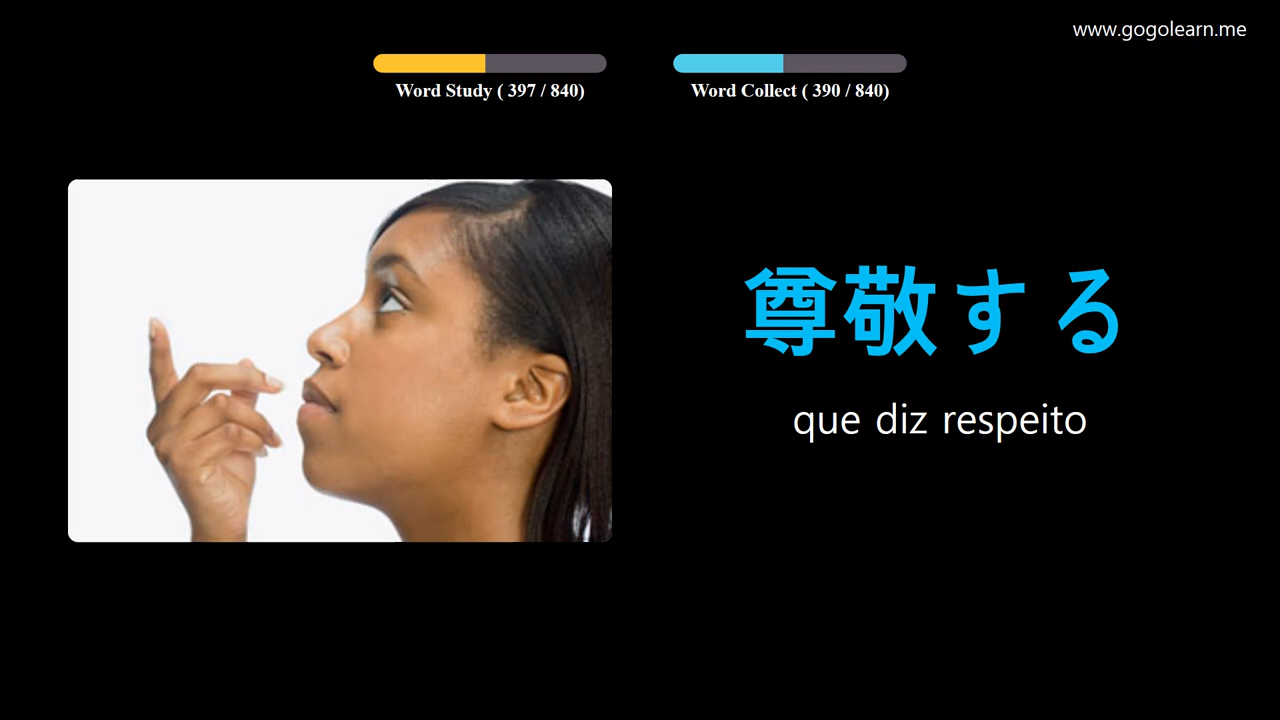 www.gogolearn.me
Word Study ( 397 / 840)
Word Collect ( 390 / 840)
尊敬する
que diz respeito